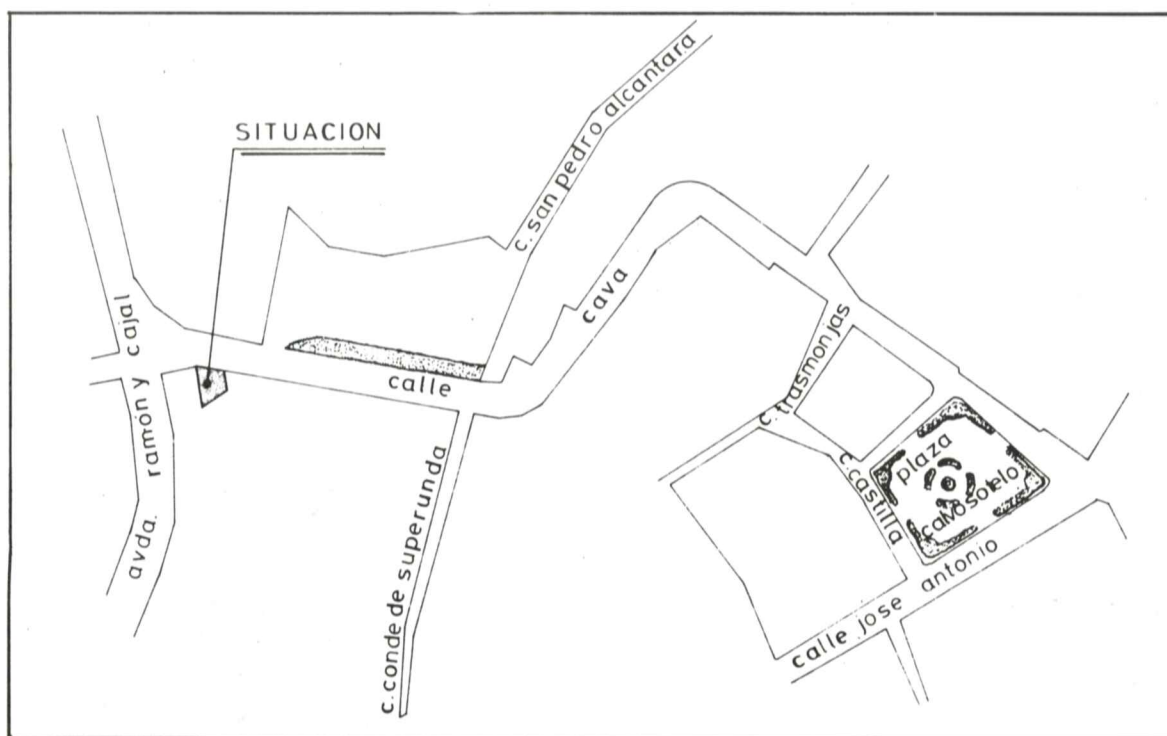 SITUACION
c. san pedro alcantara
avda. ramón y cajal
calle
cava
c. trasmonjas
c. castilla
plaza
calvo sotelo
c. conde de superunda
calle jose antonio